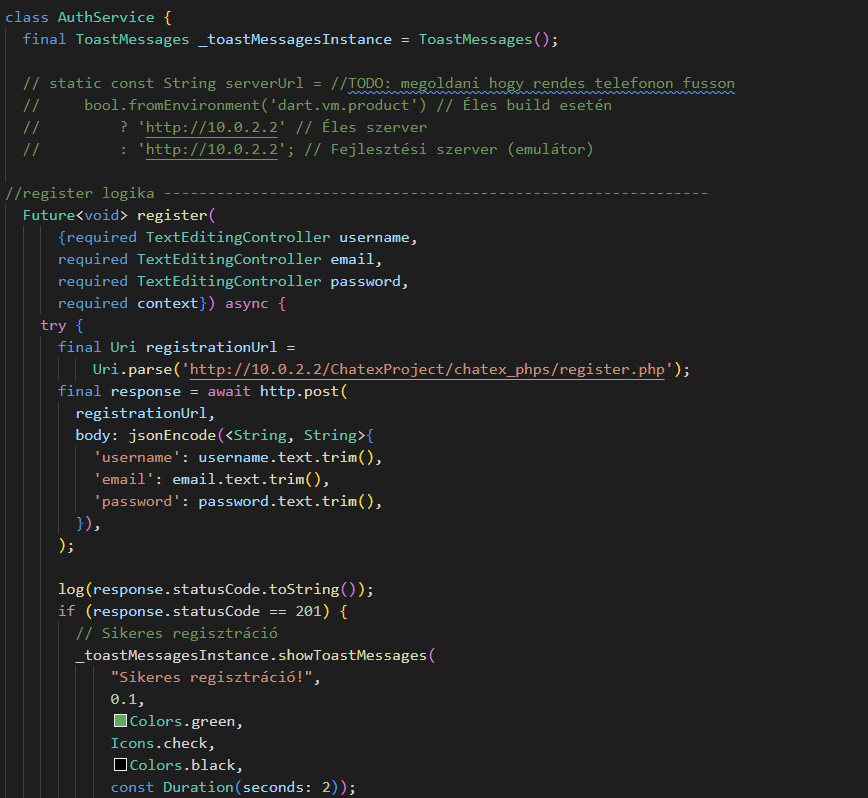 class AuthService {
final ToastMessages _toastMessagesInstance = ToastMessages();
// static const String serverUrl = //TODO: megoldani hogy rendes telefonon fusson
//     bool.fromEnvironment('dart.vm.product') // Éles build esetén
//         ? 'http://10.0.2.2' // Éles szerver
//         : 'http://10.0.2.2'; // Fejlesztési szerver (emulátor)
//register logika --------------------------------------------------------------
Future<void> register(
{required TextEditingController username,
required TextEditingController email,
required TextEditingController password,
required context}) async {
try {
final Uri registrationUrl =
Uri.parse('http://10.0.2.2/ChatexProject/chatex_phps/register.php');
final response = await http.post(
registrationUrl,
body: jsonEncode(<String, String>{
'username': username.text.trim(),
'email': email.text.trim(),
'password': password.text.trim(),
}),
);
log(response.statusCode.toString());
if (response.statusCode == 201) {
// Sikeres regisztráció
_toastMessagesInstance.showToastMessages(
"Sikeres regisztráció!",
0.1,
Colors.green,
Icons.check,
Colors.black,
const Duration(seconds: 2));